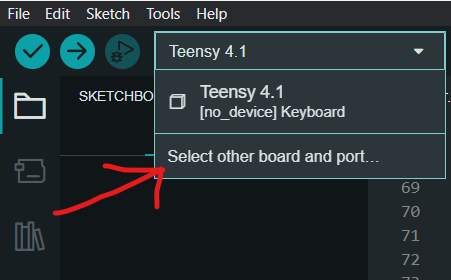 File Edit Sketch Tools Help
Teensy 4.1
SKETCHBO
Teensy 4.1
[no_device] Keyboard
Select other board and port...
69
70
71
72